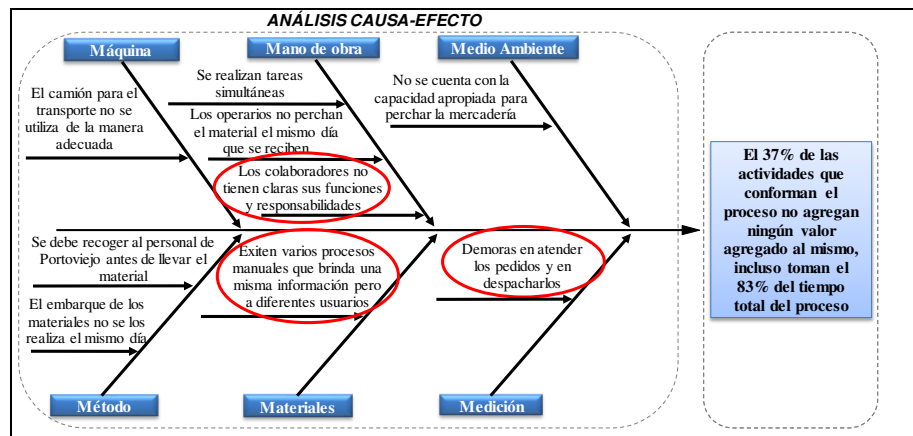 ANÁLISIS CAUSA-EFECTO
Máquina
Mano de obra
Medio Ambiente
El camión para el
transporte no se
utiliza de la manera
adecuada
Se realizan tareas
simultáneas
Los operarios no perchan
el material el mismo día
que se reciben
Los colaboradores no
tienen claras sus funciones
y responsabilidades
No se cuenta con la
capacidad apropiada para
perchar la mercadería
El 37% de las
actividades que
conforman el
proceso no agregan
ningún valor
agregado al mismo,
incluso toman el
83% del tiempo
total del proceso
Se debe recoger al personal de
Portoviejo antes de llevar el
material
El embarque de los
materiales no se los
realiza el mismo día
Exiten varios procesos
manuales que brinda una
misma información pero
a diferentes usuarios
Demoras en atender
los pedidos y en
despacharlos
Método
Materiales
Medición